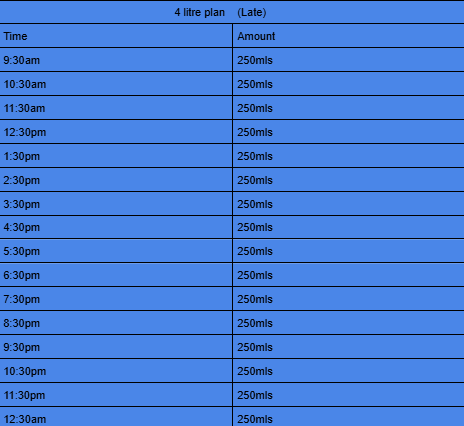 4 litre plan (Late)
Time Amount
9:30am 250mls
10:30am 250mls
11:30am 250mls
12:30pm 250mls
1:30pm 250mls
2:30pm 250mls
3:30pm 250mls
4:30pm 250mls
5:30pm 250mls
6:30pm 250mls
7:30pm 250mls
8:30pm 250mls
9:30pm 250mls
10:30pm 250mls
11:30pm 250mls
12:30am 250mls